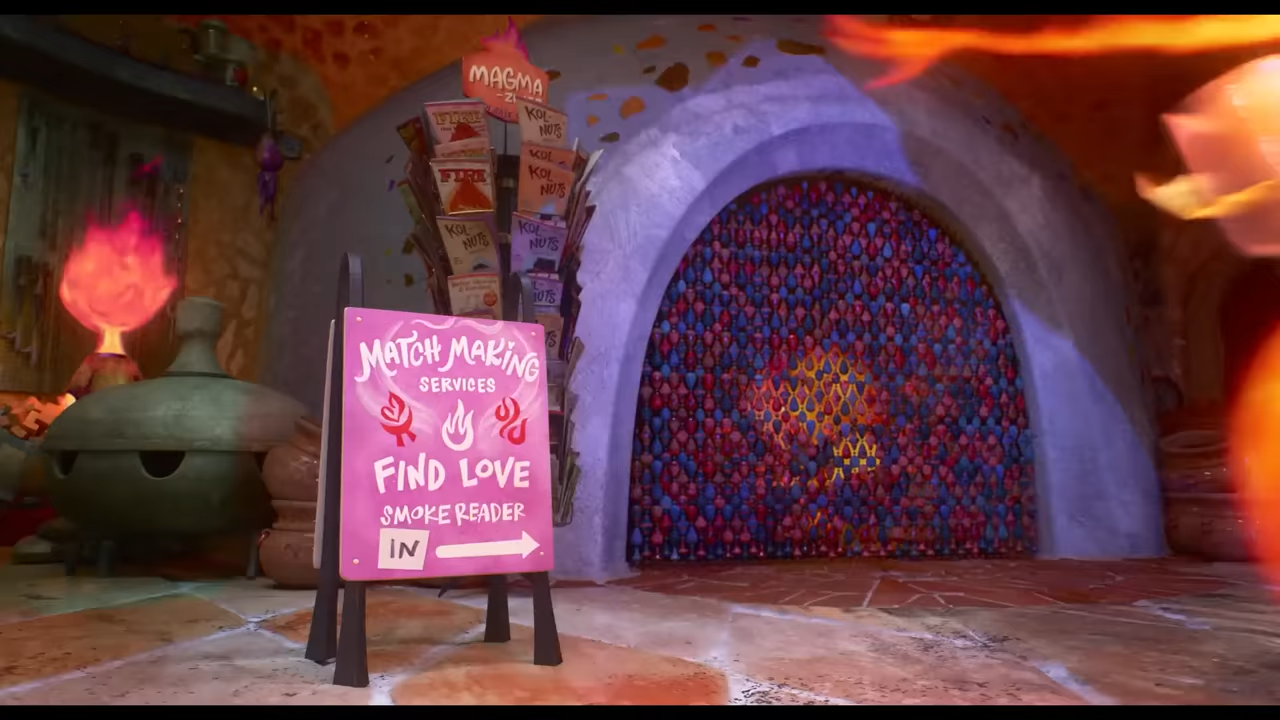 MAGMA
KOL-
NUTS
FIRE
KOL-
NUTS
FIRE
KOL-
NUTS
KOL-
NUTS
NUTS
MATCH MAKING
SERVICES
FIND LOVE
SMOKE READER
IN